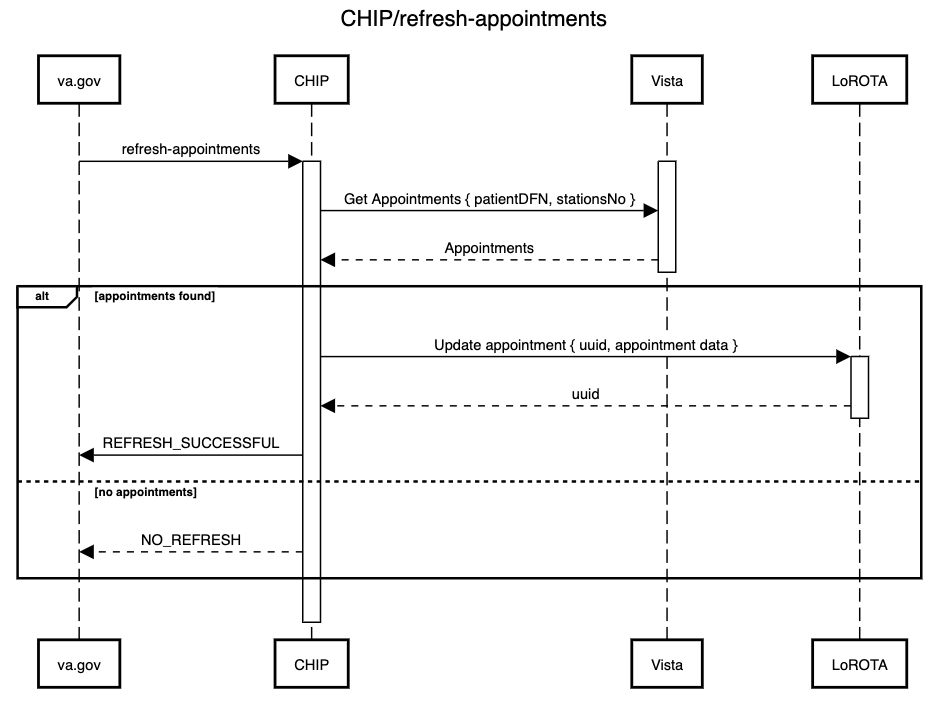 CHIP/refresh-appointments
va.gov
CHIP
Vista
LoROTA
refresh-appointments
Get Appointments { patientDFN, stationsNo }
Appointments
alt
[appointments found]
Update appointment { uuid, appointment data }
uuid
REFRESH_SUCCESSFUL
[no appointments]
NO_REFRESH
va.gov
CHIP
Vista
LoROTA